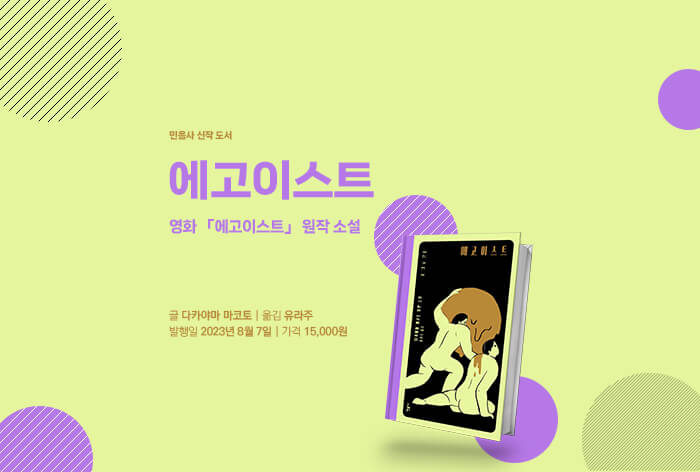 민음사 신작 도서
에고이스트
영화 「에고이스트」 원작 소설
글 다카야마 마코토 | 옮김 유라주
발행일 2023년 8월 7일 | 가격 15,000원
에고이스트